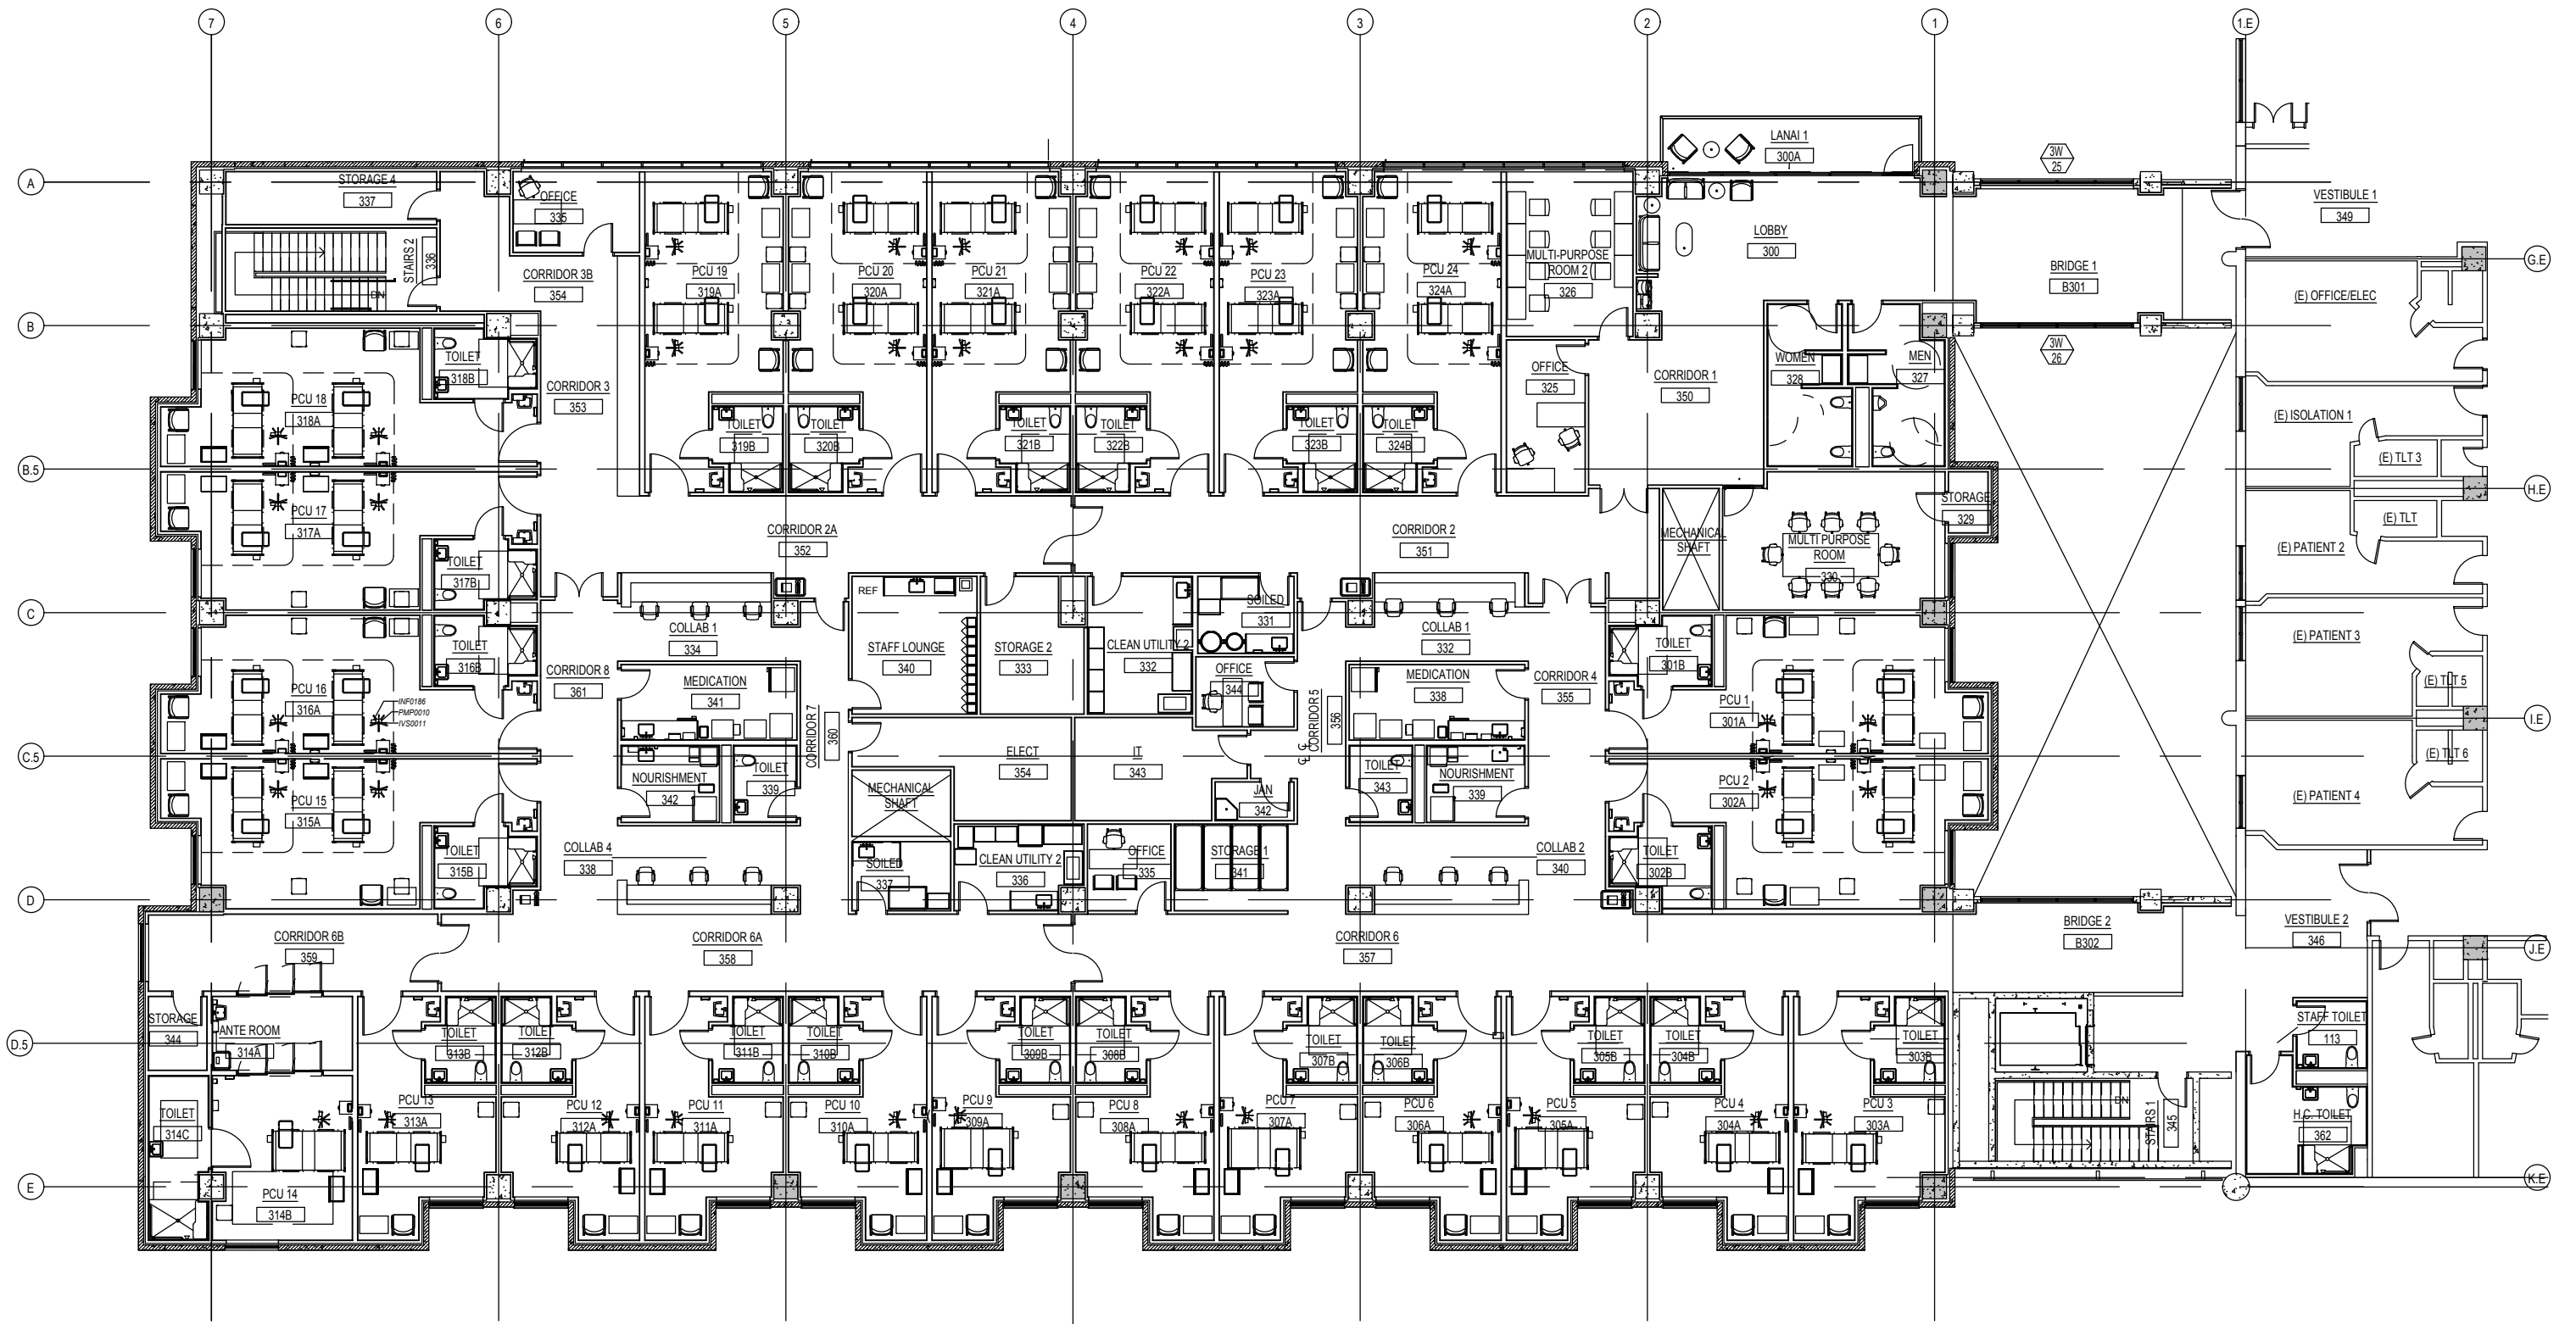 7
6
5
4
3
2
1
1.E
LANAI 1
300A
3W
25
A
STORAGE 4
337
OFFICE
335
VESTIBULE 1
349
STAIRS 2
336
DN
CORRIDOR 3B
354
PCU 19
319A
PCU 20
320A
PCU 21
321A
PCU 22
322A
PCU 23
323A
PCU 24
324A
MULTI-PURPOSE
ROOM 2
326
LOBBY
300
BRIDGE 1
B301
G.E
(E) OFFICE/ELEC
B
3W
26
TOILET
318B
PCU 18
318A
CORRIDOR 3
353
OFFICE
325
CORRIDOR 1
350
WOMEN
328
MEN
327
TOILET
319B
TOILET
320B
TOILET
321B
TOILET
322B
TOILET
323B
TOILET
324B
(E) ISOLATION 1
(E) TLT 3
B.5
H.E
PCU 17
317A
CORRIDOR 2A
352
CORRIDOR 2
351
MECHANICAL
SHAFT
MULTI PURPOSE
ROOM
330
STORAGE
329
(E) TLT
(E) PATIENT 2
TOILET
317B
REF
SOILED
331
C
COLLAB 1
334
STAFF LOUNGE
340
STORAGE 2
333
CLEAN UTILITY 2
332
COLLAB 1
332
TOILET
301B
(E) PATIENT 3
TOILET
316B
CORRIDOR 8
361
MEDICATION
341
OFFICE
344
MEDICATION
338
CORRIDOR 4
355
(E) TLT 5
PCU 16
316A
INF0186
PMP0010
IVS0011
PCU 1
301A
I.E
CORRIDOR 7
360
CORRIDOR 5
356
C.5
ELECT
354
IT
343
(E) TLT 6
NOURISHMENT
342
TOILET
339
TOILET
343
NOURISHMENT
339
PCU 2
302A
PCU 15
315A
MECHANICAL
SHAFT
JAN
342
(E) PATIENT 4
TOILET
315B
COLLAB 4
338
SOILED
337
CLEAN UTILITY 2
336
OFFICE
335
STORAGE 1
341
COLLAB 2
340
TOILET
302B
D
CORRIDOR 6B
359
CORRIDOR 6A
358
CORRIDOR 6
357
BRIDGE 2
B302
VESTIBULE 2
346
J.E
STORAGE
344
ANTE ROOM
314A
TOILET
313B
TOILET
312B
TOILET
311B
TOILET
310B
TOILET
309B
TOILET
308B
TOILET
307B
TOILET
306B
TOILET
305B
TOILET
304B
TOILET
303B
STAFF TOILET
113
D.5
TOILET
314C
PCU 13
313A
PCU 12
312A
PCU 11
311A
PCU 10
310A
PCU 9
309A
PCU 8
308A
PCU 7
307A
PCU 6
306A
PCU 5
305A
PCU 4
304A
PCU 3
303A
DN
STAIRS 1
345
H.C. TOILET
362
E
PCU 14
314B
K.E